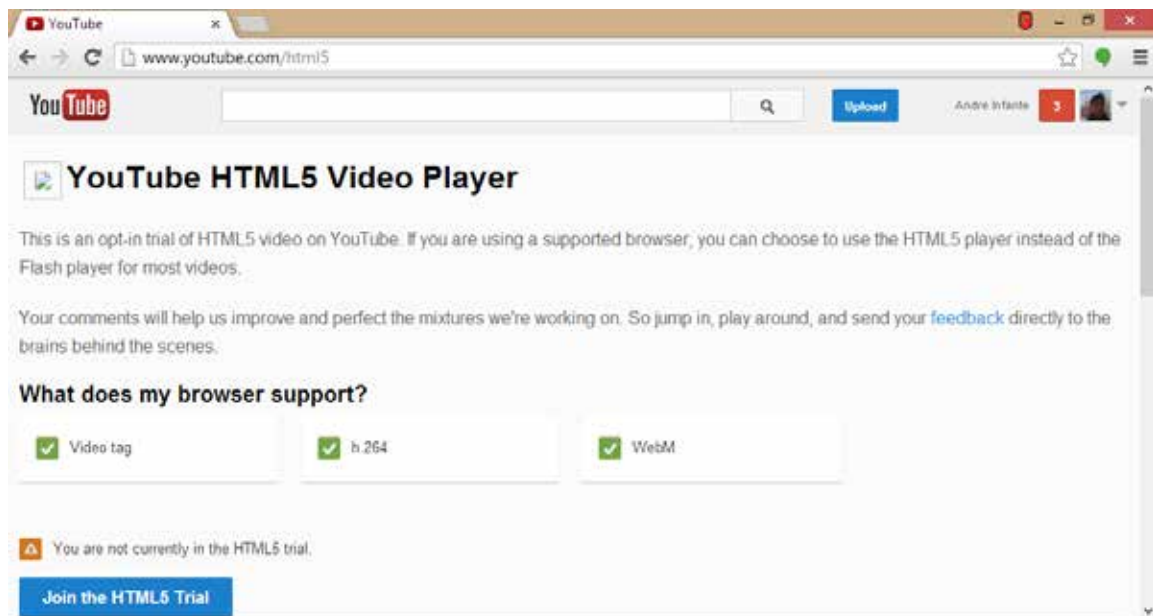 YouTube
www.youtube.com/html5
YouTube
Upload
Andre Infante
3
YouTube HTML5 Video Player
This is an opt-in trial of HTML5 video on YouTube. If you are using a supported browser, you can choose to use the HTML5 player instead of the
Flash player for most videos.
Your comments will help us improve and perfect the mixtures we're working on. So jump in, play around, and send your feedback directly to the
brains behind the scenes.
What does my browser support?
Video tag
h.264
WebM
You are not currently in the HTML5 trial.
Join the HTML5 Trial